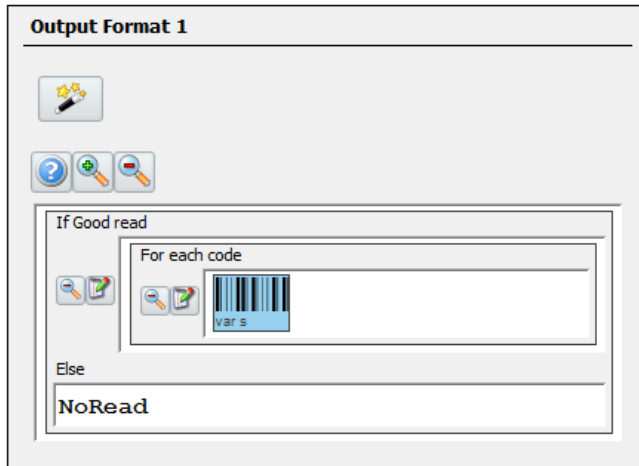 Output Format 1
If Good read
For each code
var s
Else
NoRead